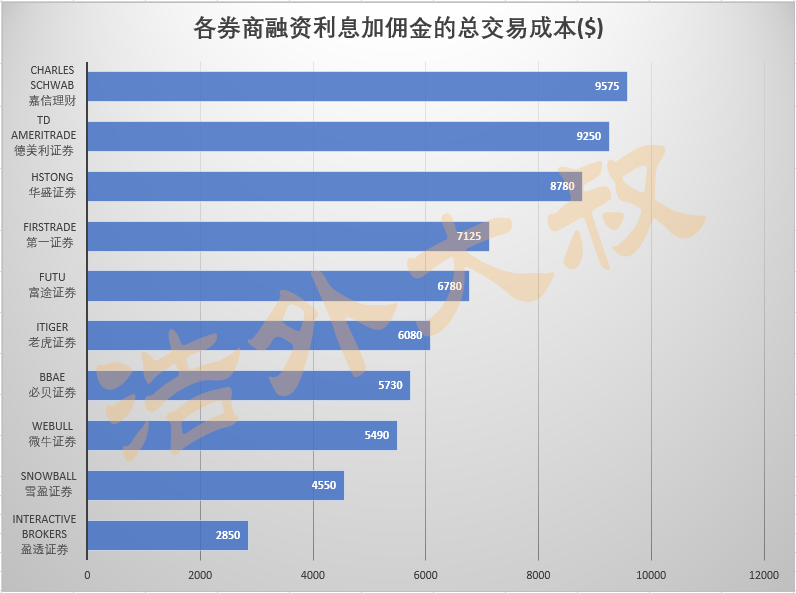 各券商融资利息加佣金的总交易成本($)
CHARLES
SCHWAB
嘉信理财
9575
TD
AMERITRADE
德美利证券
9250
HSTONG
华盛证券
8780
FIRSTRADE
第一证券
7125
FUTU
富途证券
6780
ITIGER
老虎证券
6080
BBAE
必贝证券
5730
WEBULL
微牛证券
5490
SNOWBALL
雪盈证券
4550
INTERACTIVE
BROKERS
盈透证券
2850
0 2000 4000 6000 8000 10000 12000
浩外大叔